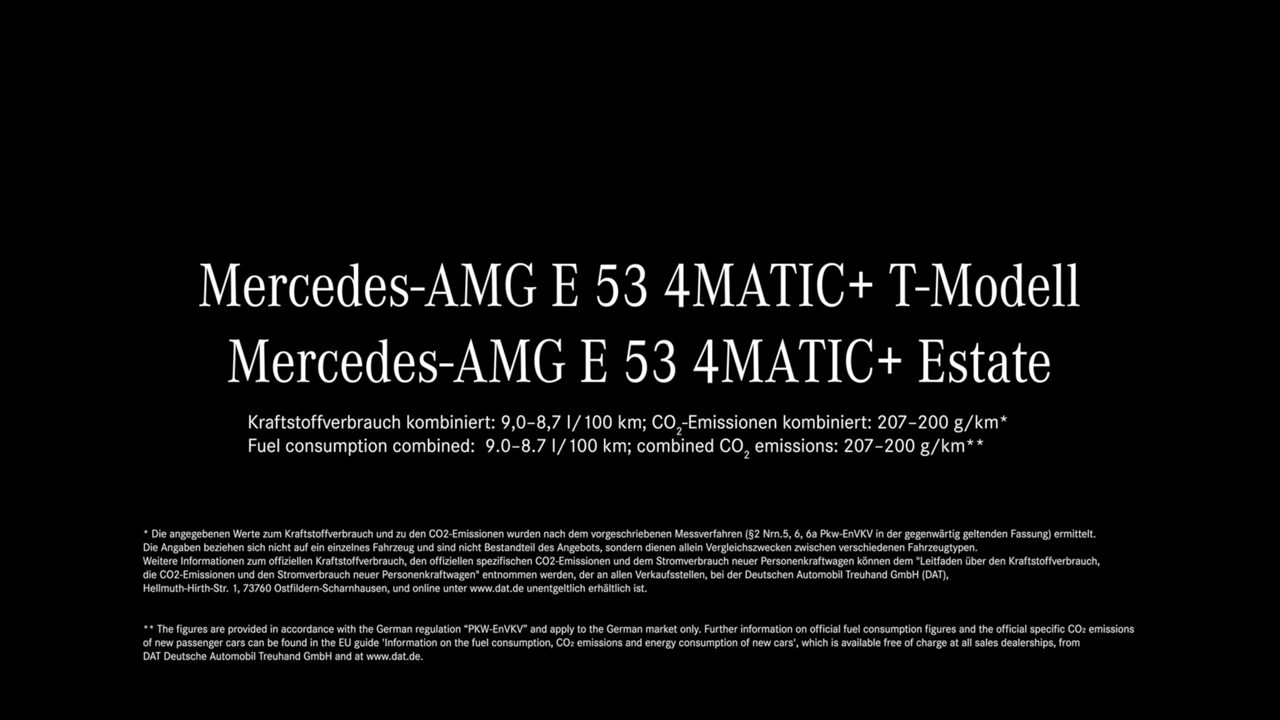 Mercedes-AMG E 53 4MATIC+ T-Modell
Mercedes-AMG E 53 4MATIC+ Estate
Kraftstoffverbrauch kombiniert: 9,0–8,7 l/100 km; CO₂-Emissionen kombiniert: 207–200 g/km*
Fuel consumption combined: 9.0–8.7 l/100 km; combined CO₂ emissions: 207–200 g/km**
* Die angegebenen Werte zum Kraftstoffverbrauch und zu den CO2-Emissionen wurden nach dem vorgeschriebenen Messverfahren (§2 Nrn.5, 6, 6a Pkw-EnVKV in der gegenwärtig geltenden Fassung) ermittelt.
Die Angaben beziehen sich nicht auf ein einzelnes Fahrzeug und sind nicht Bestandteil des Angebots, sondern dienen allein Vergleichszwecken zwischen verschiedenen Fahrzeugtypen.
Weitere Informationen zum offiziellen Kraftstoffverbrauch, den offiziellen spezifischen CO2-Emissionen und dem Stromverbrauch neuer Personenkraftwagen können dem "Leitfaden über den Kraftstoffverbrauch,
die CO2-Emissionen und den Stromverbrauch neuer Personenkraftwagen" entnommen werden, der an allen Verkaufsstellen, bei der Deutschen Automobil Treuhand GmbH (DAT),
Hellmuth-Hirth-Str. 1, 73760 Ostfildern-Scharnhausen, und online unter www.dat.de unentgeltlich erhältlich ist.
** The figures are provided in accordance with the German regulation “PKW-EnVKV” and apply to the German market only. Further information on official fuel consumption figures and the official specific CO₂ emissions
of new passenger cars can be found in the EU guide 'Information on the fuel consumption, CO₂ emissions and energy consumption of new cars', which is available free of charge at all sales dealerships, from
DAT Deutsche Automobil Treuhand GmbH and at www.dat.de.